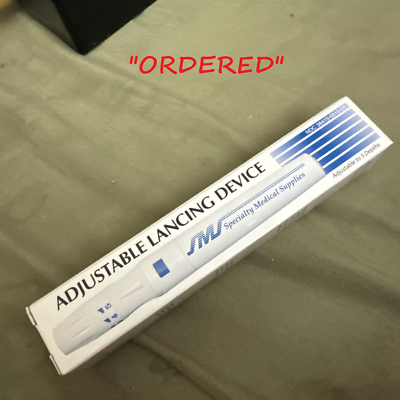 "ORDERED"
ADJUSTABLE LANCING DEVICE
SMS Specialty Medical Supplies
Adjustable to 5 Depths